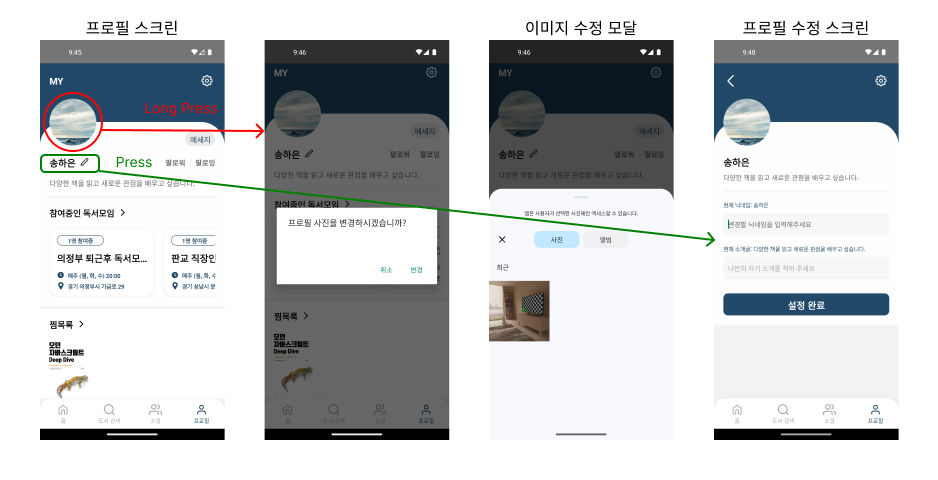 프로필 스크린
이미지 수정 모달
프로필 수정 스크린
9:45
MY
Long Press
메세지
송하은
Press
팔로워
팔로잉
다양한 책을 읽고 새로운 관점을 배우고 싶습니다.
참여중인 독서모임 >
1명 참여중
의정부 퇴근후 독서모...
매주 (월, 화, 수) 20:00
경기 의정부시 가금로 29
1명 참여중
판교 직장인
매주 (월, 화, 수
경기 성남시 분
찜목록 >
모던
자바스크립트
Deep Dive
홈
도서 검색
소셜
프로필
9:46
MY
메세지
송하은
팔로워
팔로잉
다양한 책을 읽고 새로운 관점을 배우고 싶습니다.
참여중인 독서모임 >
프로필 사진을 변경하시겠습니까?
취소
변경
찜목록 >
모던
자바스크립트
Deep Dive
홈
도서 검색
소셜
프로필
9:46
MY
메세지
송하은
팔로워
팔로잉
다양한 책을 읽고 새로운 관점을 배우고 싶습니다.
앱은 사용자가 선택한 사진에만 액세스할 수 있습니다.
사진
앨범
최근
9:48
송하은
다양한 책을 읽고 새로운 관점을 배우고 싶습니다.
현재 닉네임: 송하은
변경할 닉네임을 입력해주세요
현재 소개글: 다양한 책을 읽고 새로운 관점을 배우고 싶습니다.
나만의 자기 소개를 적어 주세요
설정 완료
홈
도서 검색
소셜
프로필